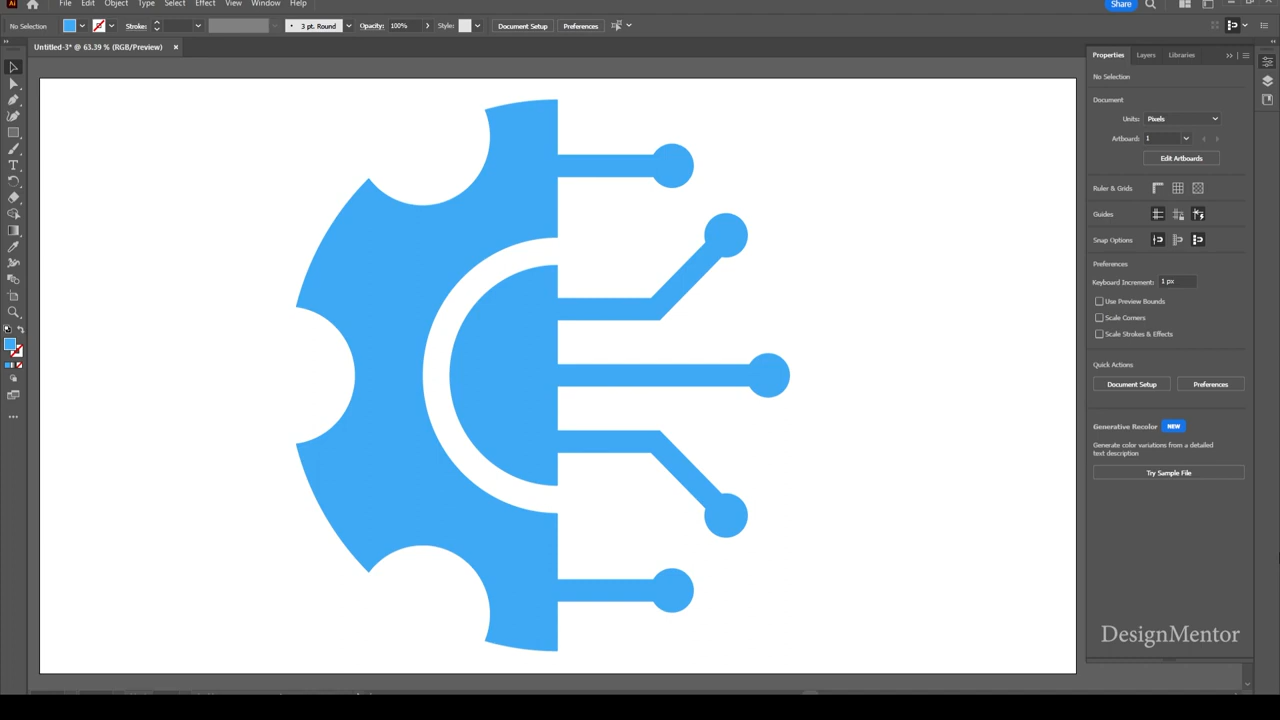 Ai File Edit Object Type Select Effect View Window Help Share
No Selection Stroke: 3 pt. Round Opacity: 100% Style: Document Setup Preferences
Untitled-3* @ 63.39 % (RGB/Preview) ×
Properties Layers Libraries
No Selection
Document
Units: Pixels
Artboard: 1
Edit Artboards
Ruler & Grids
Guides
Snap Options
Preferences
Keyboard Increment: 1 px
Use Preview Bounds
Scale Corners
Scale Strokes & Effects
Quick Actions
Document Setup Preferences
Generative Recolor NEW
Generate color variations from a detailed
text description
Try Sample File
DesignMentor